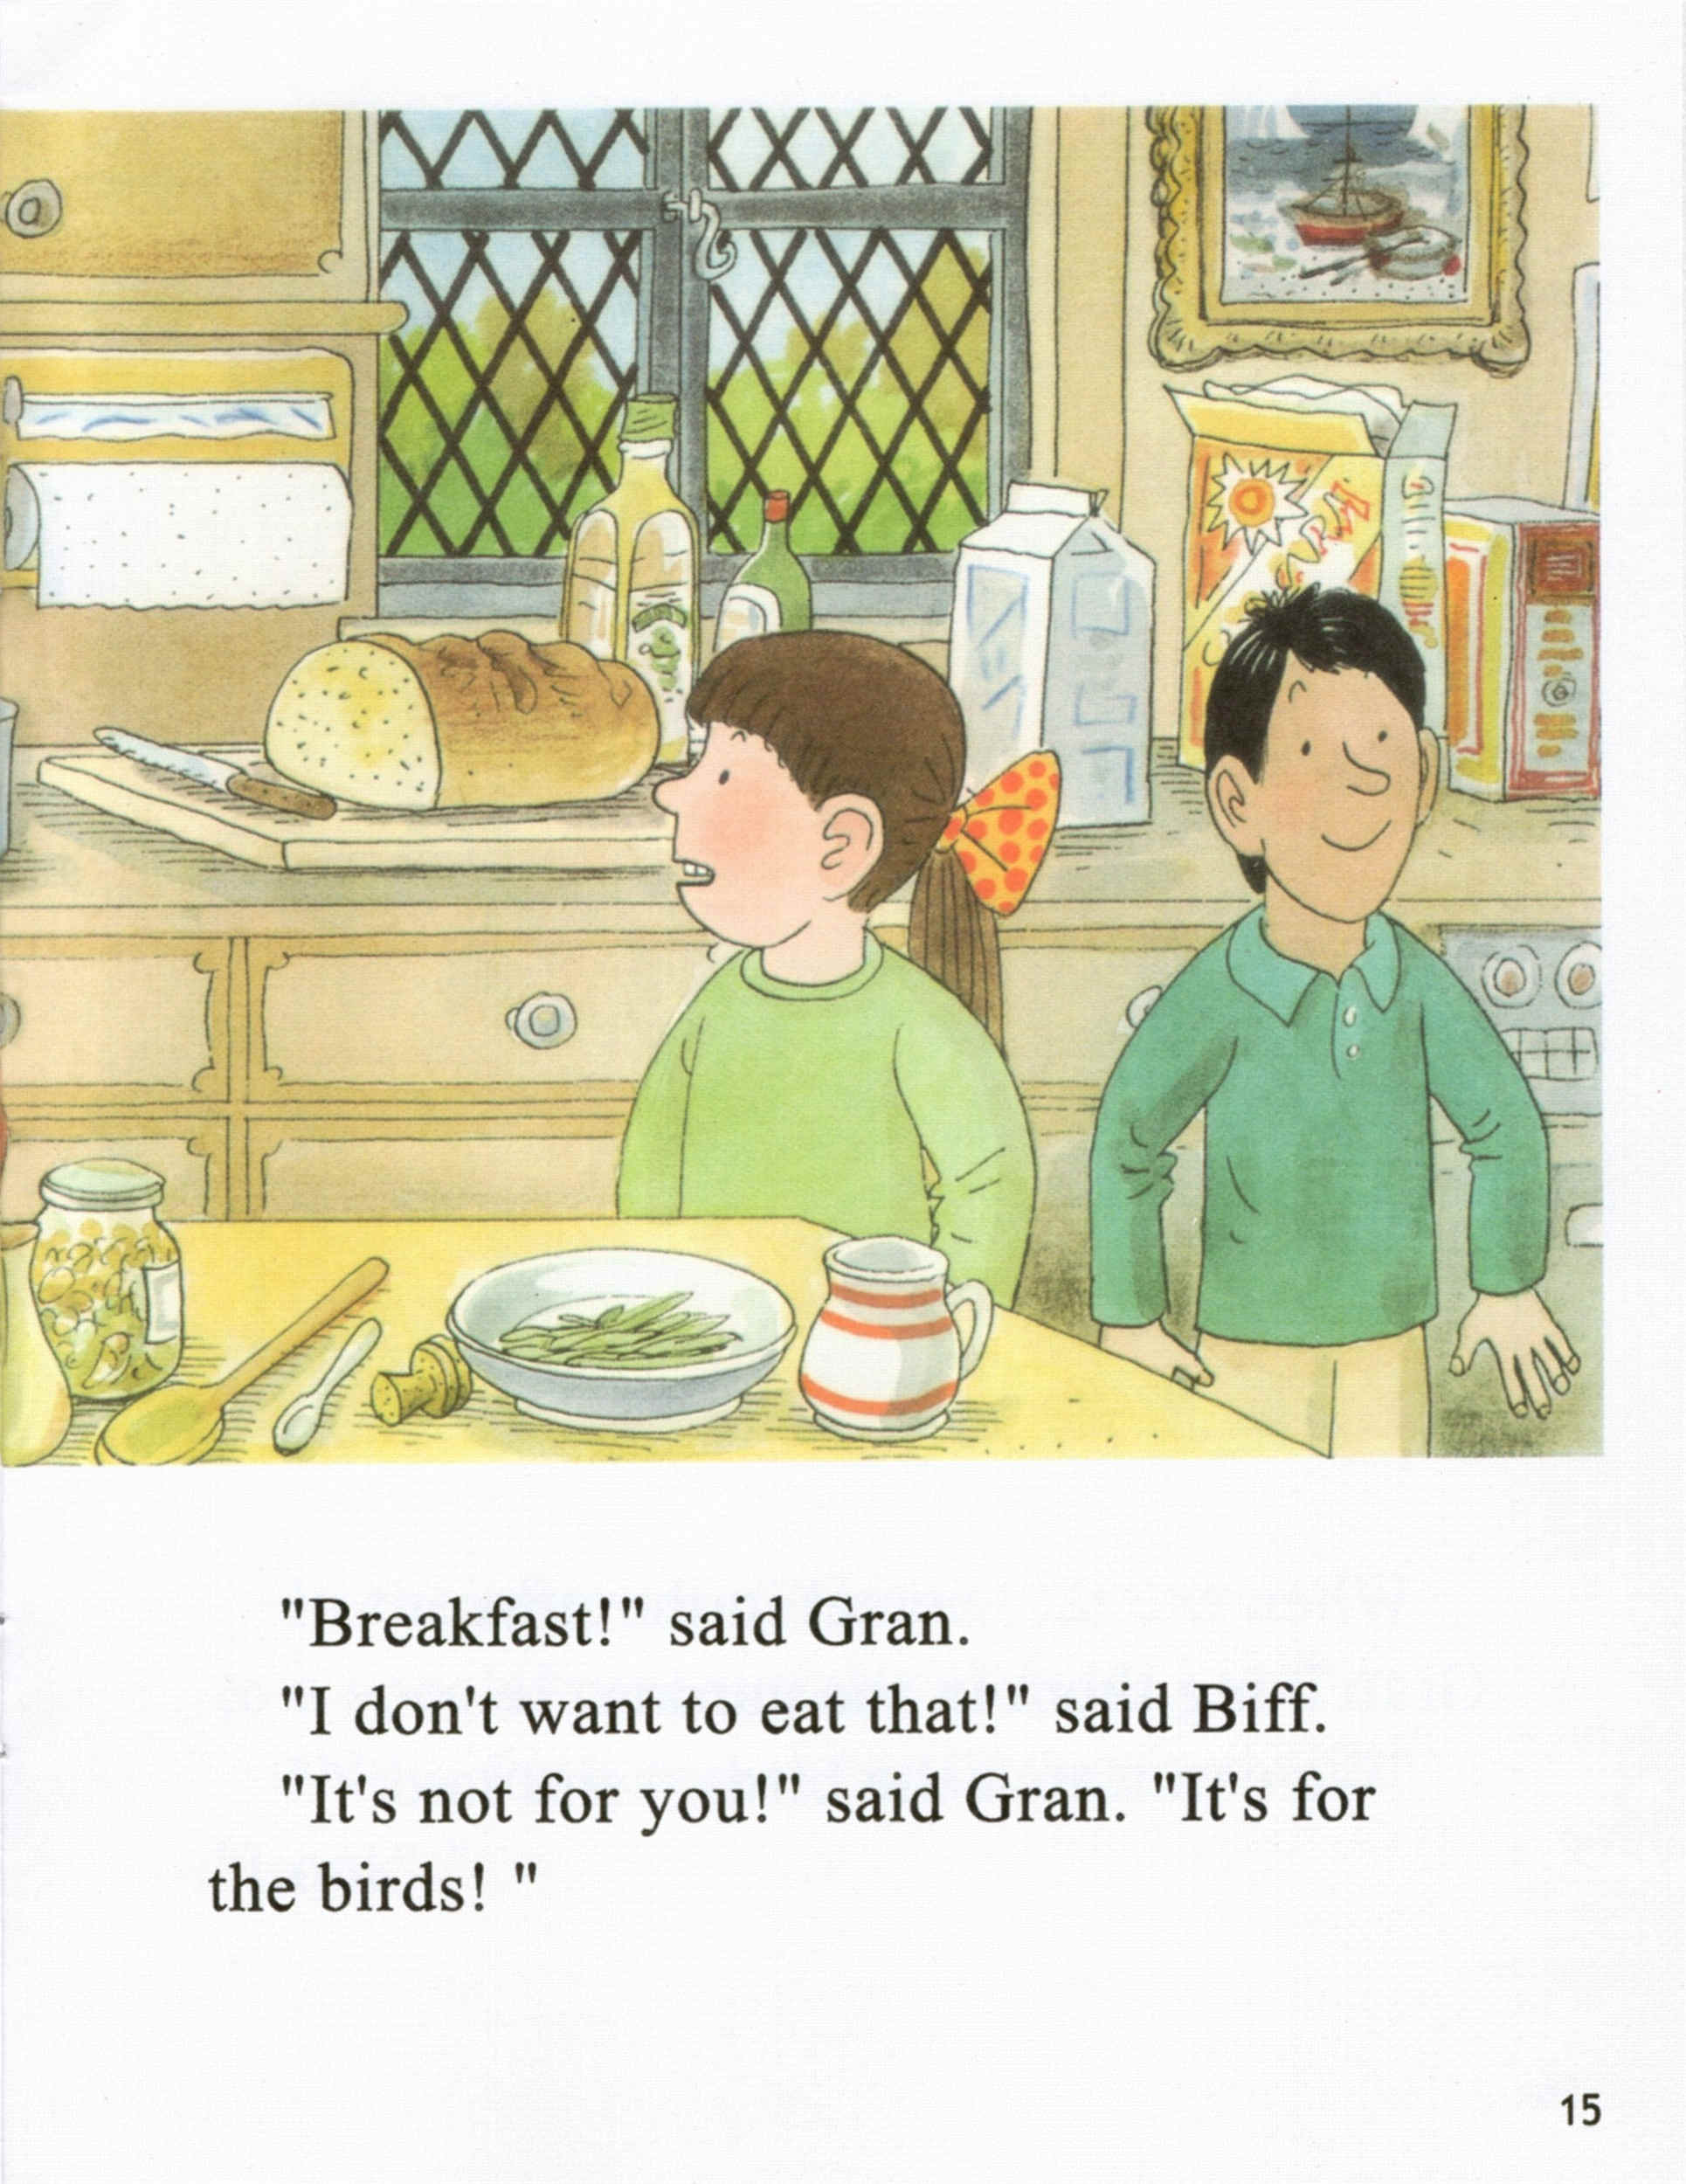 "Breakfast!" said Gran.
"I don't want to eat that!" said Biff.
"It's not for you!" said Gran. "It's for
the birds! "
15